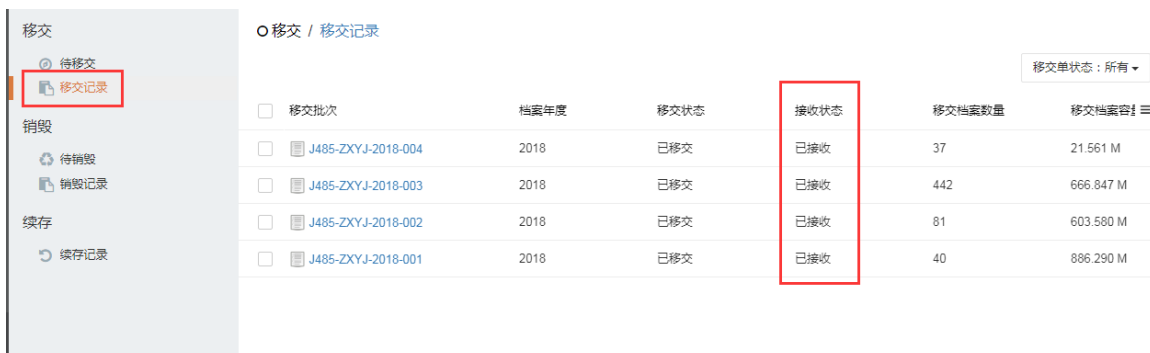 移交
待移交
移交记录
销毁
待销毁
销毁记录
续存
续存记录
移交 / 移交记录
移交单状态：所有
移交批次 档案年度 移交状态 接收状态 移交档案数量 移交档案容量
J485-ZXYJ-2018-004 2018 已移交 已接收 37 21.561 M
J485-ZXYJ-2018-003 2018 已移交 已接收 442 666.847 M
J485-ZXYJ-2018-002 2018 已移交 已接收 81 603.580 M
J485-ZXYJ-2018-001 2018 已移交 已接收 40 886.290 M